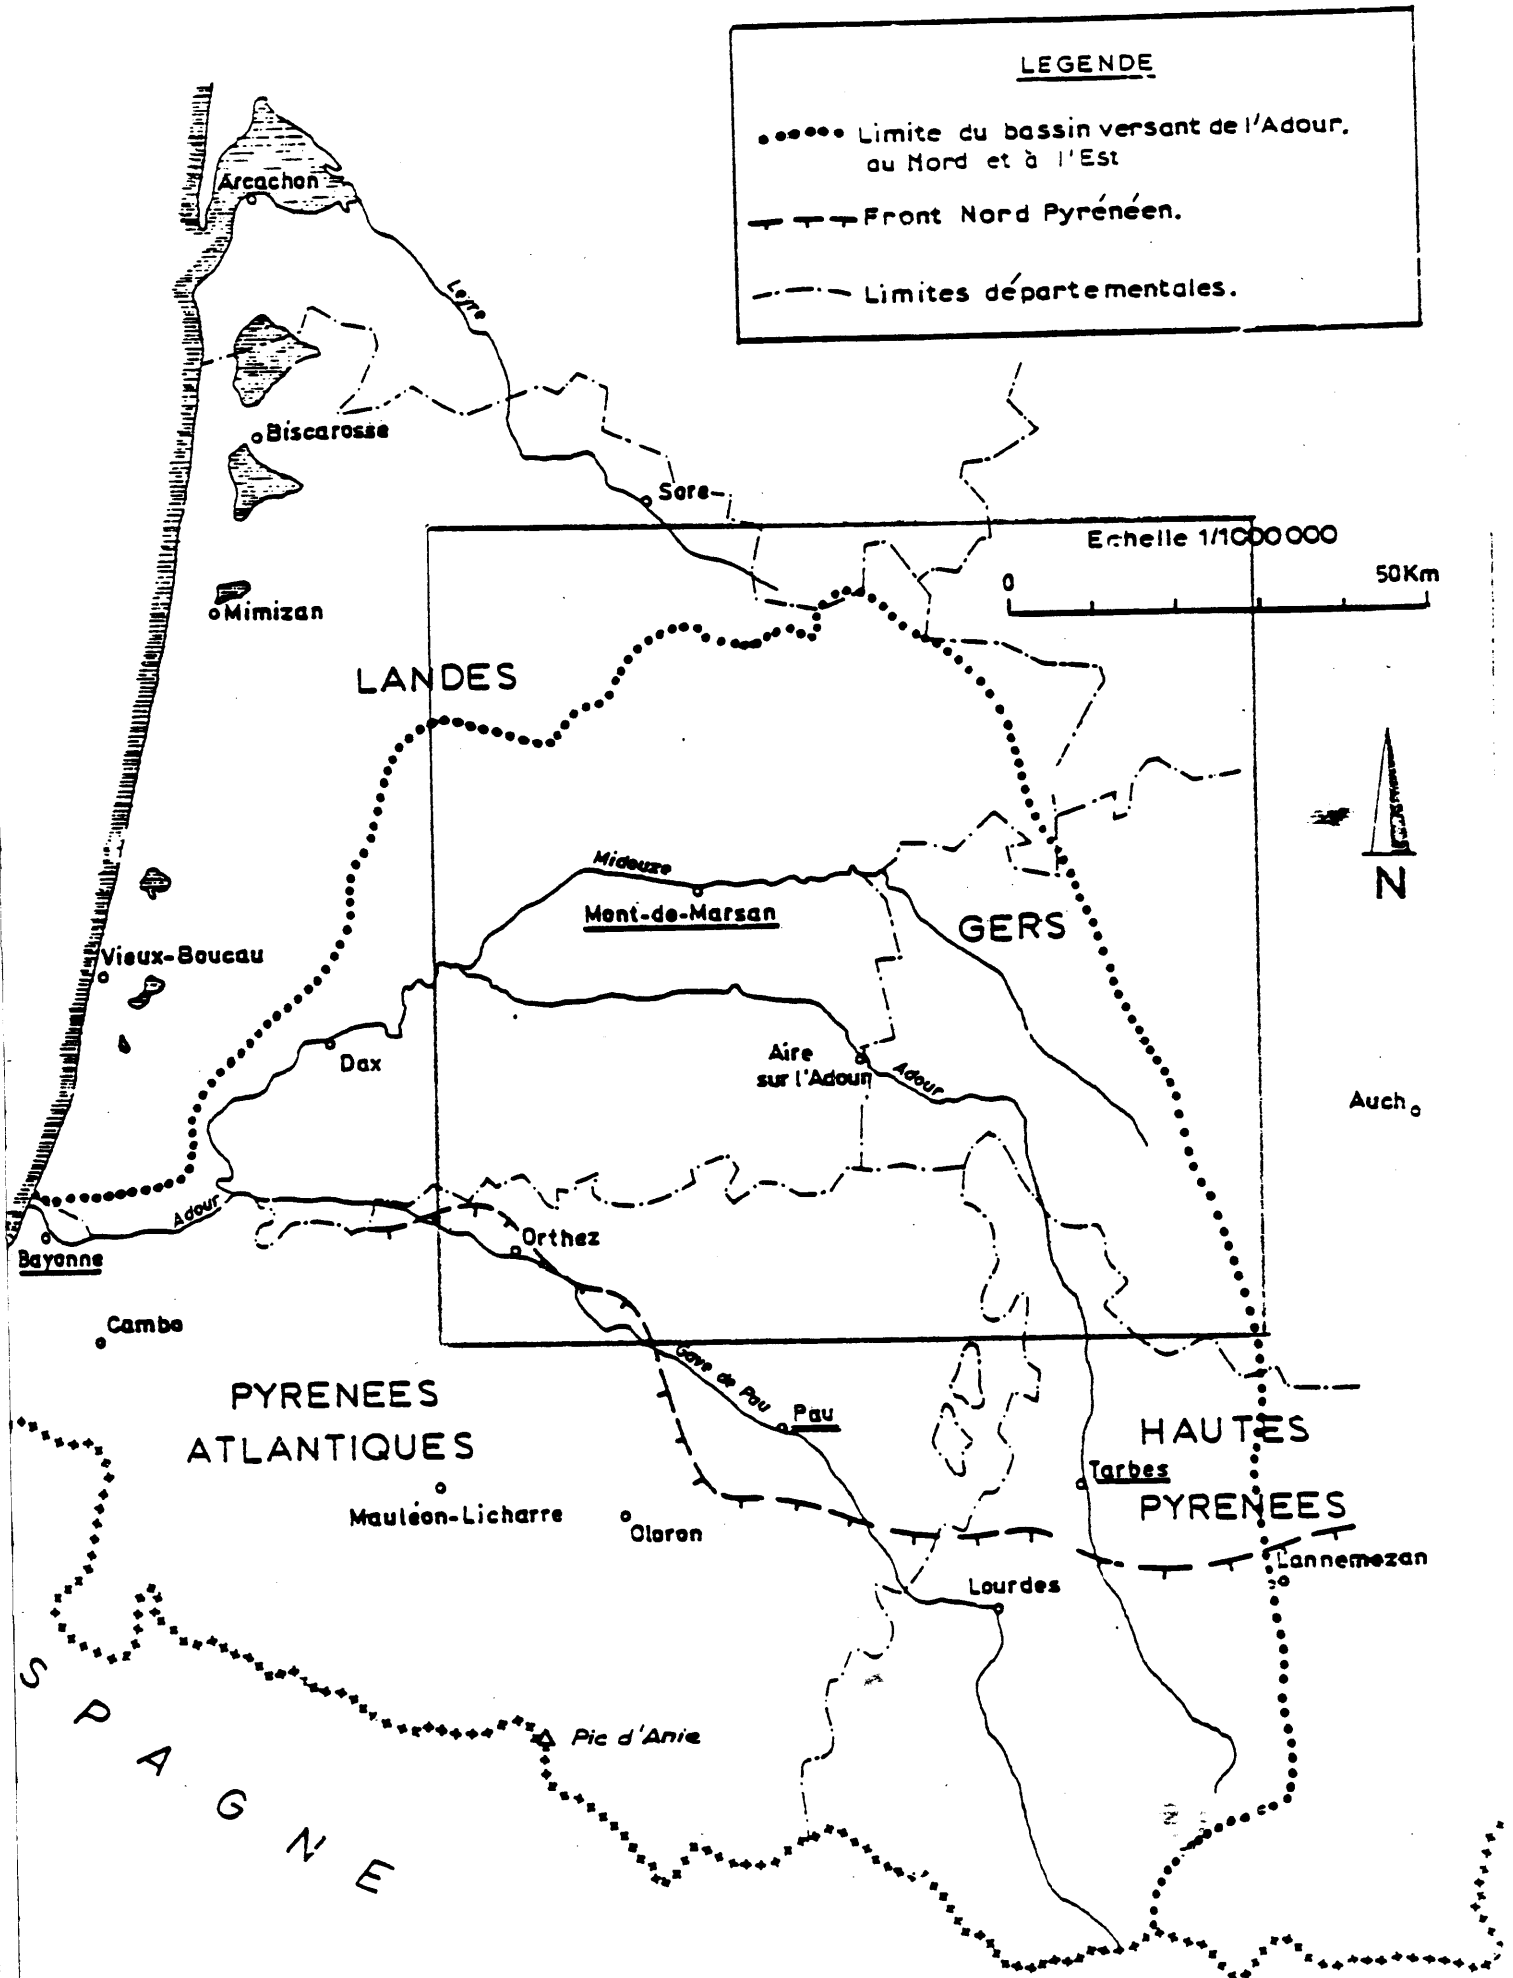 LEGENDE
Limite du bassin versant de l'Adour.
au Nord et à l'Est
Front Nord Pyrénéen.
Limites départementales.
Arcachon
Leyre
Biscarosse
Sore
Echelle 1/1000000
0
50Km
Mimizan
LANDES
Midouze
Mont-de-Marsan
GERS
N
Vieux-Boucau
Dax
Aire
sur l'Adour
Adour
Auch
Adour
Orthez
Bayonne
Cambo
Gave de Pau
PYRENEES
ATLANTIQUES
Pau
HAUTES
PYRENEES
Tarbes
Mauléon-Licharre
Oloron
Lannemezan
Lourdes
Pic d'Anie
SPAGNE